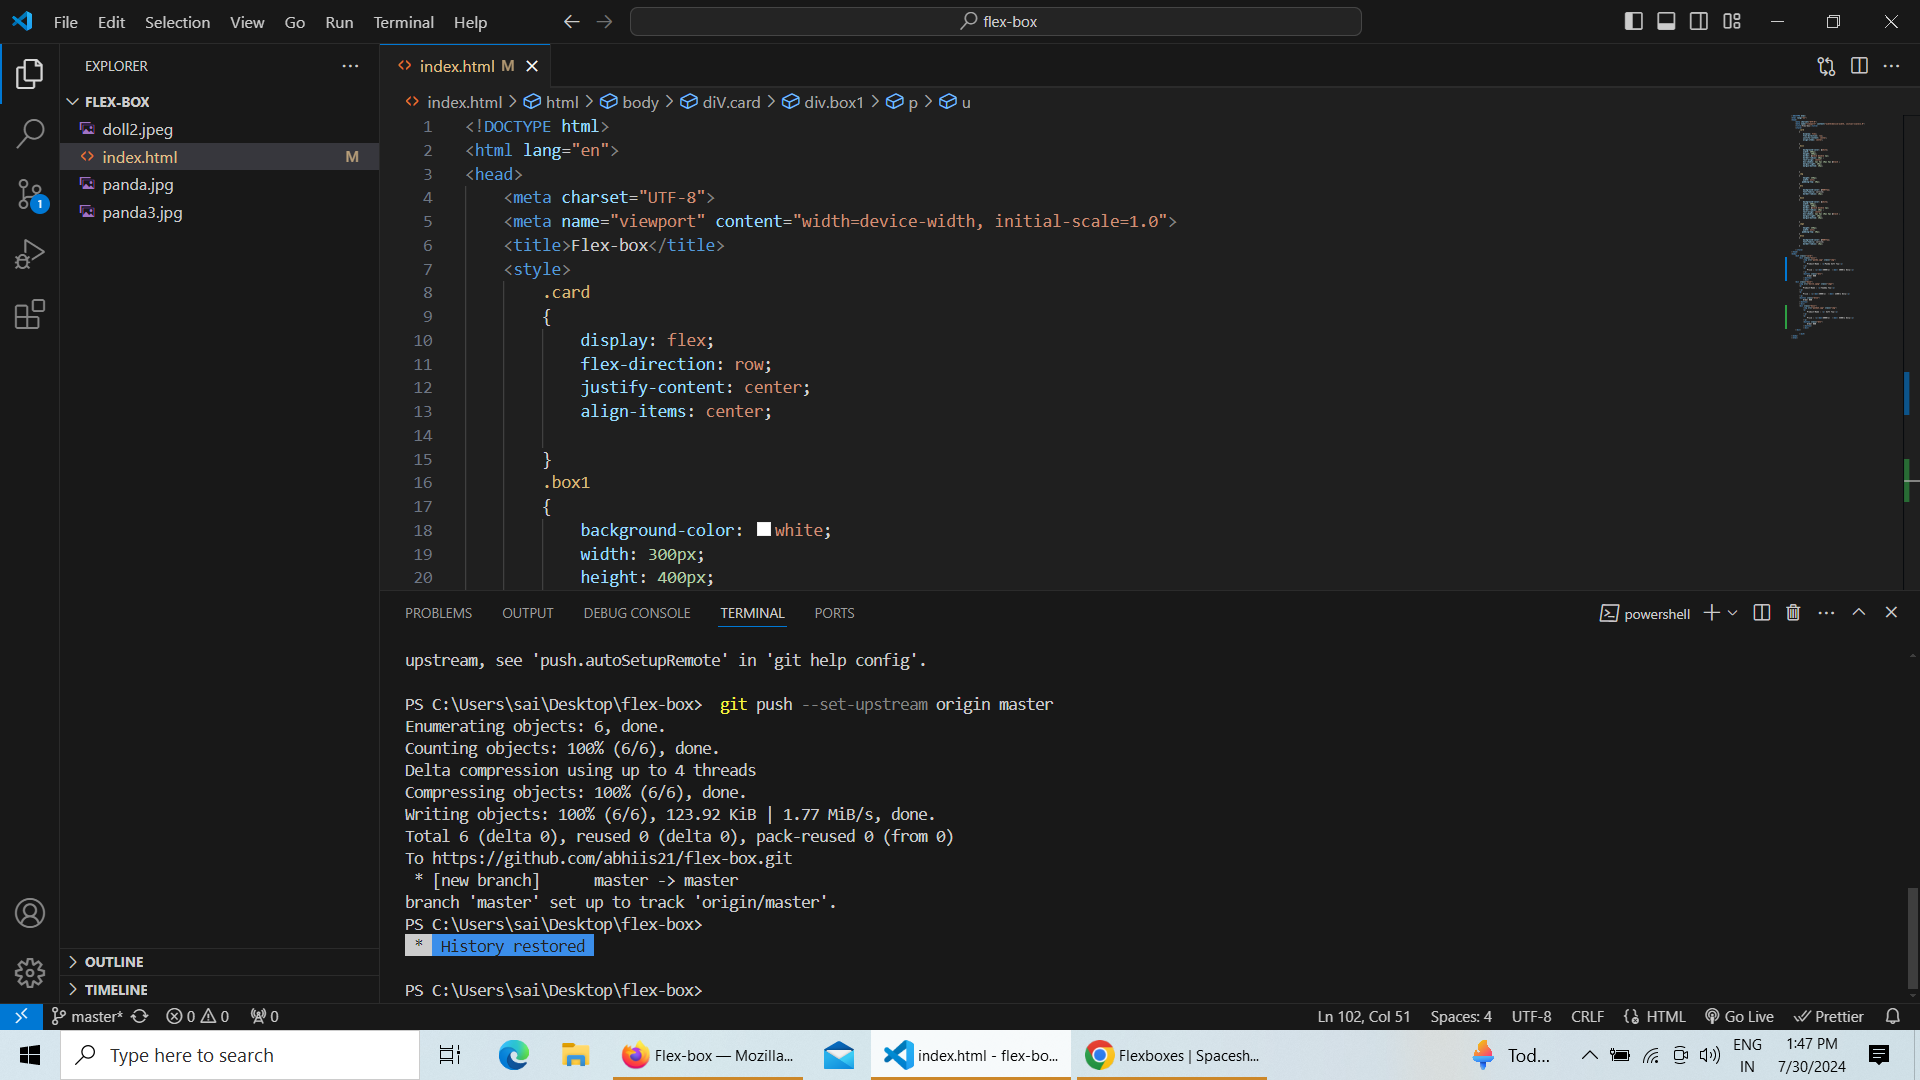 File Edit Selection View Go Run Terminal Help
flex-box
EXPLORER
FLEX-BOX
doll2.jpeg
index.html M
panda.jpg
panda3.jpg
1
OUTLINE
TIMELINE
index.html M
index.html > html > body > diV.card > div.box1 > p > u
1 <!DOCTYPE html>
2 <html lang="en">
3 <head>
4 <meta charset="UTF-8">
5 <meta name="viewport" content="width=device-width, initial-scale=1.0">
6 <title>Flex-box</title>
7 <style>
8 .card
9 {
10 display: flex;
11 flex-direction: row;
12 justify-content: center;
13 align-items: center;
14
15 }
16 .box1
17 {
18 background-color: white;
19 width: 300px;
20 height: 400px;
PROBLEMS OUTPUT DEBUG CONSOLE TERMINAL PORTS
powershell
upstream, see 'push.autoSetupRemote' in 'git help config'.
PS C:\Users\sai\Desktop\flex-box> git push --set-upstream origin master
Enumerating objects: 6, done.
Counting objects: 100% (6/6), done.
Delta compression using up to 4 threads
Compressing objects: 100% (6/6), done.
Writing objects: 100% (6/6), 123.92 KiB | 1.77 MiB/s, done.
Total 6 (delta 0), reused 0 (delta 0), pack-reused 0 (from 0)
To https://github.com/abhiis21/flex-box.git
* [new branch] master -> master
branch 'master' set up to track 'origin/master'.
PS C:\Users\sai\Desktop\flex-box>
* History restored
PS C:\Users\sai\Desktop\flex-box>
master* 0 0 0
Ln 102, Col 51 Spaces: 4 UTF-8 CRLF HTML Go Live Prettier
Type here to search
Flex-box — Mozilla...
index.html - flex-bo...
Flexboxes | Spacesh...
Tod...
ENG
IN
1:47 PM
7/30/2024